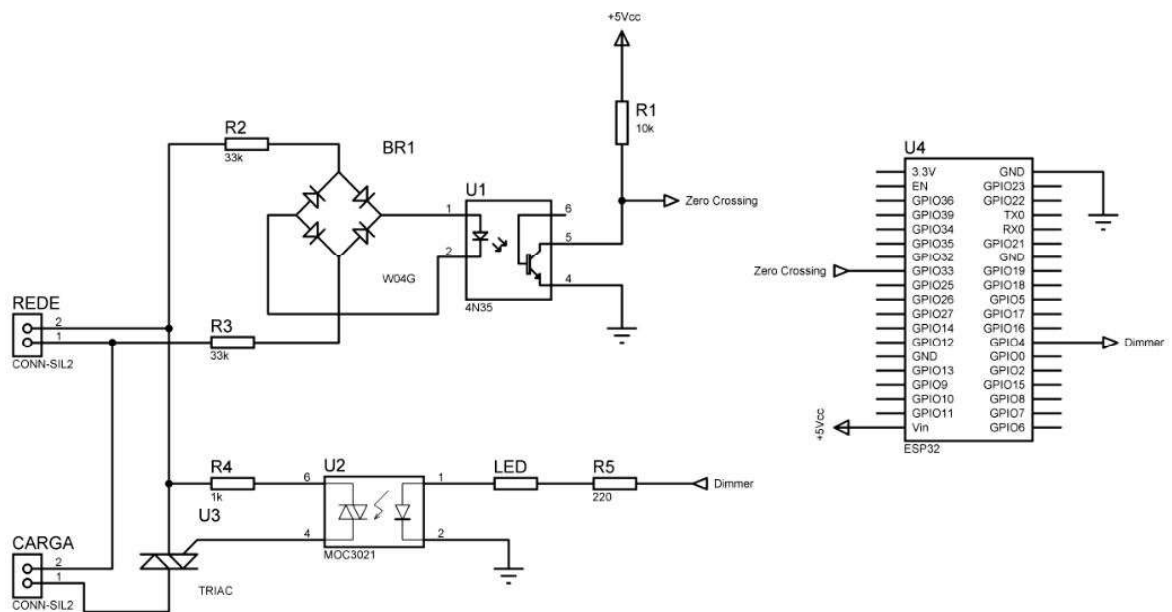 +5Vcc
R1
10k
R2
33k
BR1
U1
1
2
6
5
4
4N35
W04G
Zero Crossing
REDE
2
1
CONN-SIL2
R3
33k
R4
1k
U2
6
4
1
2
MOC3021
LED
R5
220
Dimmer
U3
TRIAC
CARGA
2
1
CONN-SIL2
U4
3.3V GND
EN GPIO23
GPIO36 GPIO22
GPIO39 TX0
GPIO34 RX0
GPIO35 GPIO21
GPIO32 GND
Zero Crossing GPIO33 GPIO19
GPIO25 GPIO18
GPIO26 GPIO5
GPIO27 GPIO17
GPIO14 GPIO16
GPIO12 GPIO4 Dimmer
GND GPIO0
GPIO13 GPIO2
GPIO9 GPIO15
GPIO10 GPIO8
GPIO11 GPIO7
+5Vcc Vin GPIO6
ESP32